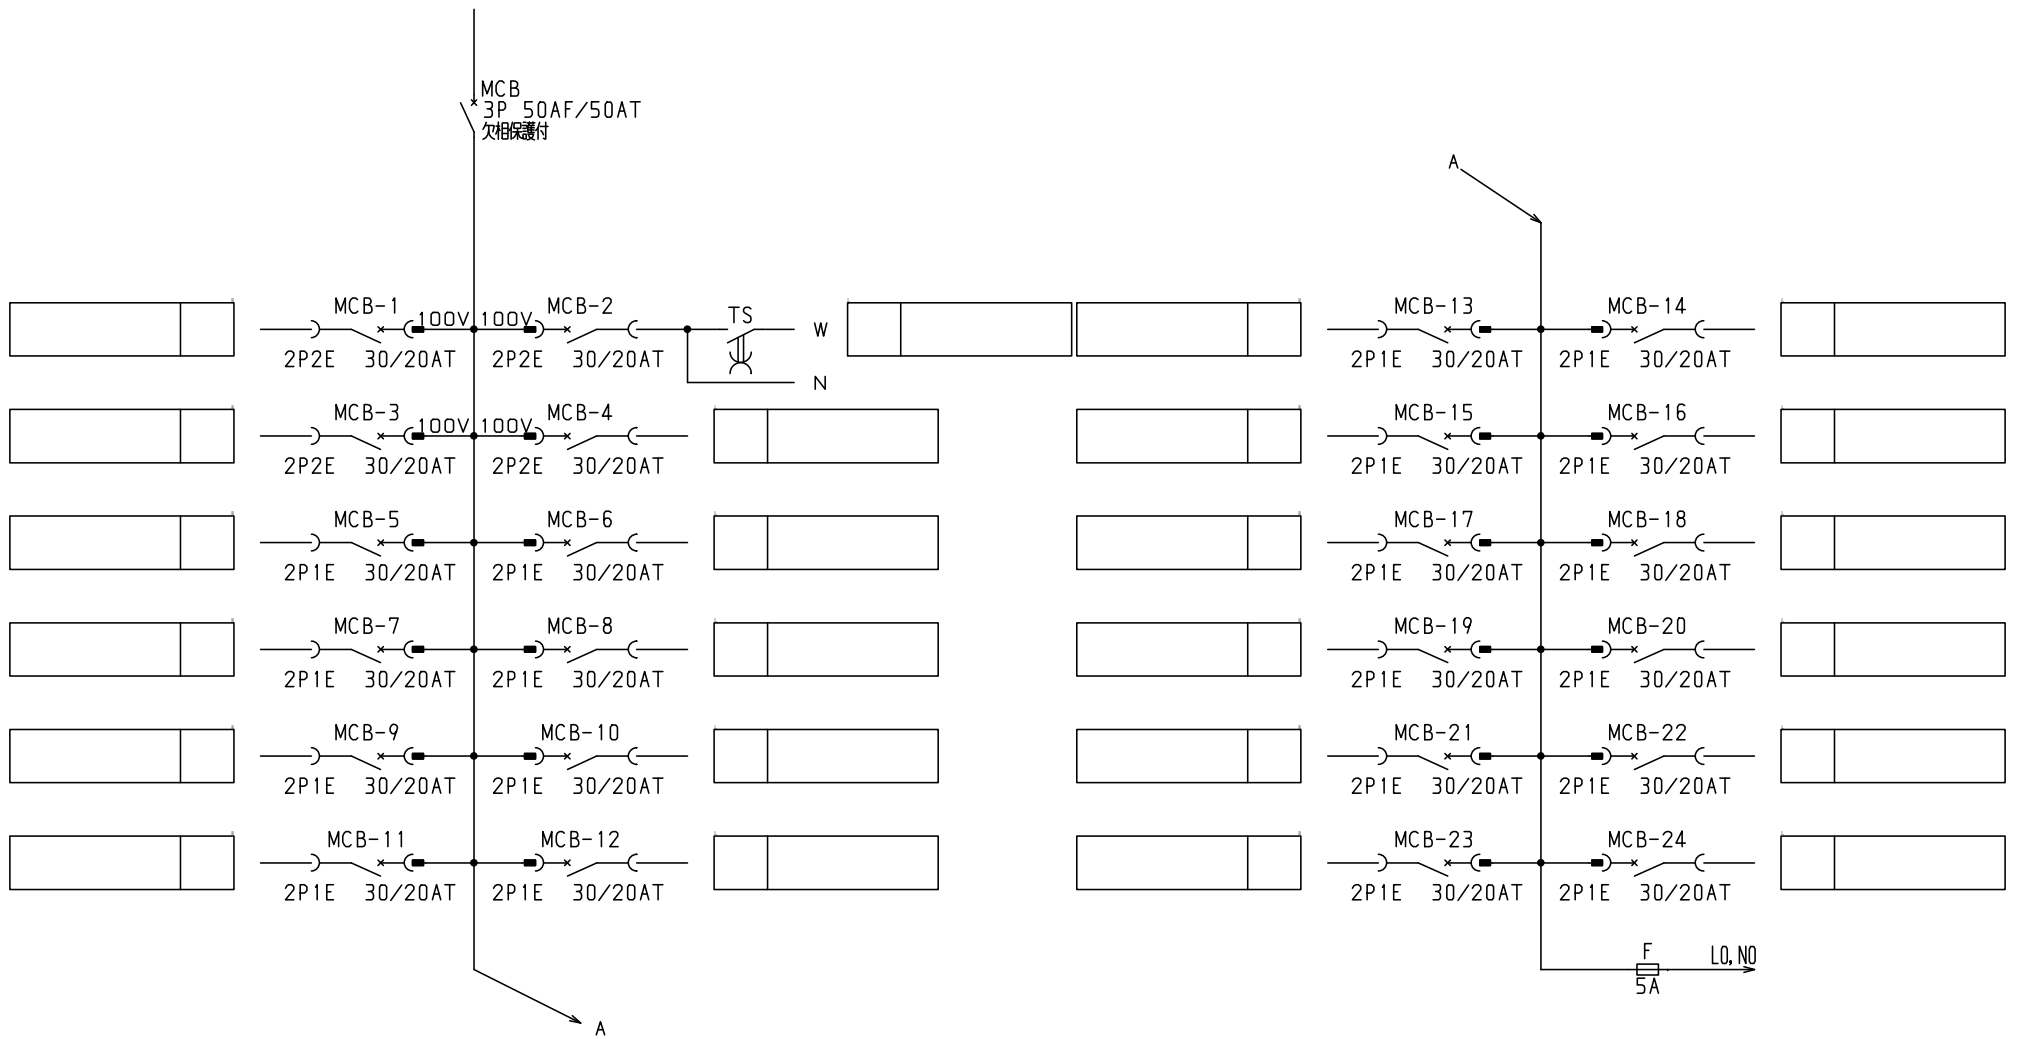 MCB
3P 50AF/50AT
欠相保護付
MCB-1 100V 100V MCB-2 TS W
2P2E 30/20AT 2P2E 30/20AT N
MCB-3 100V 100V MCB-4
2P2E 30/20AT 2P2E 30/20AT
MCB-5 MCB-6
2P1E 30/20AT 2P1E 30/20AT
MCB-7 MCB-8
2P1E 30/20AT 2P1E 30/20AT
MCB-9 MCB-10
2P1E 30/20AT 2P1E 30/20AT
MCB-11 MCB-12
2P1E 30/20AT 2P1E 30/20AT
A
A
MCB-13 MCB-14
2P1E 30/20AT 2P1E 30/20AT
MCB-15 MCB-16
2P1E 30/20AT 2P1E 30/20AT
MCB-17 MCB-18
2P1E 30/20AT 2P1E 30/20AT
MCB-19 MCB-20
2P1E 30/20AT 2P1E 30/20AT
MCB-21 MCB-22
2P1E 30/20AT 2P1E 30/20AT
MCB-23 MCB-24
2P1E 30/20AT 2P1E 30/20AT
F L0,N0
5A